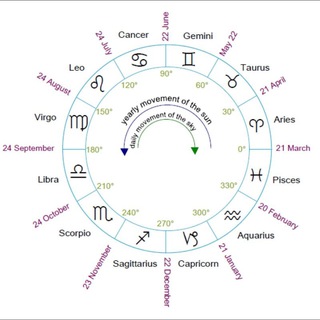 22 June
Cancer
Gemini
24 July
May 22
Leo
Taurus
90°
120°
60°
24 August
21 April
150°
30°
Virgo
Aries
yearly movement of the sun
daily movement of the sky
24 September
180°
0°
21 March
Libra
Pisces
210°
330°
24 October
20 February
240°
300°
270°
Scorpio
Aquarius
23 November
21 January
Sagittarius
Capricorn
22 December